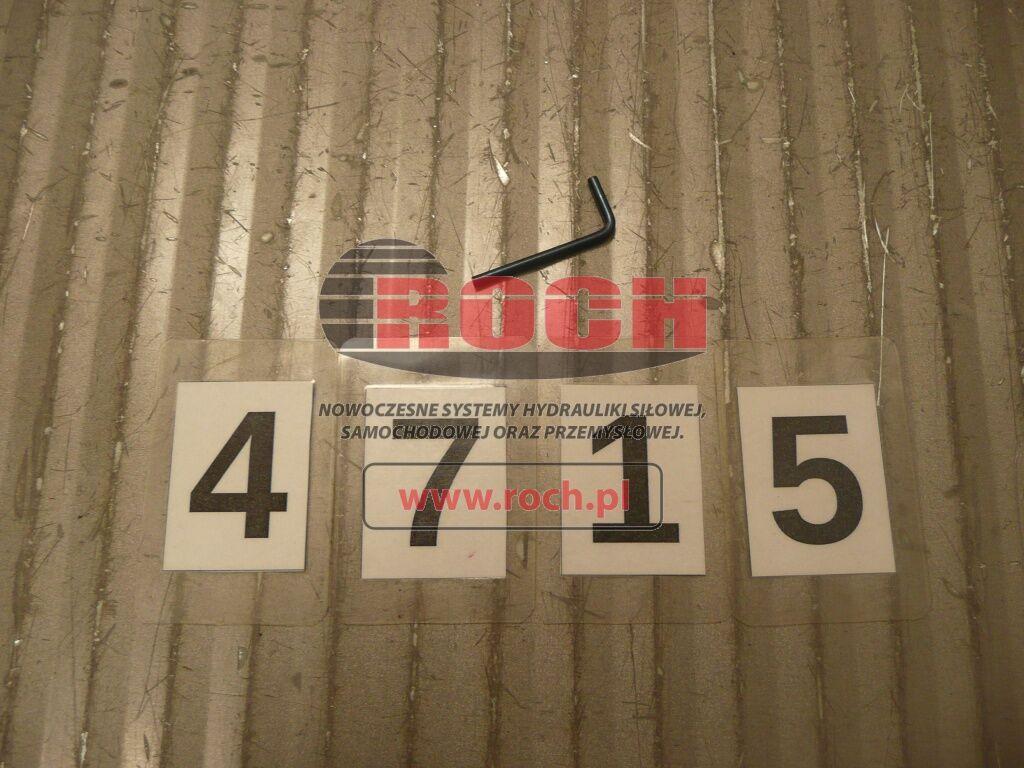 ROCH
NOWOCZESNE SYSTEMY HYDRAULIKI SIŁOWEJ,
SAMOCHODOWEJ ORAZ PRZEMYSŁOWEJ.
4 7 1 5
www.roch.pl